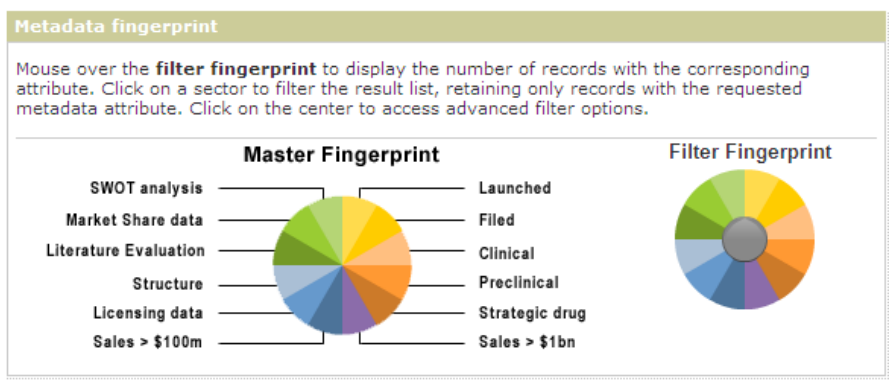 Metadata fingerprint
Mouse over the filter fingerprint to display the number of records with the corresponding
attribute. Click on a sector to filter the result list, retaining only records with the requested
metadata attribute. Click on the center to access advanced filter options.
Master Fingerprint
Filter Fingerprint
SWOT analysis
Market Share data
Literature Evaluation
Structure
Licensing data
Sales > $100m
Launched
Filed
Clinical
Preclinical
Strategic drug
Sales > $1bn